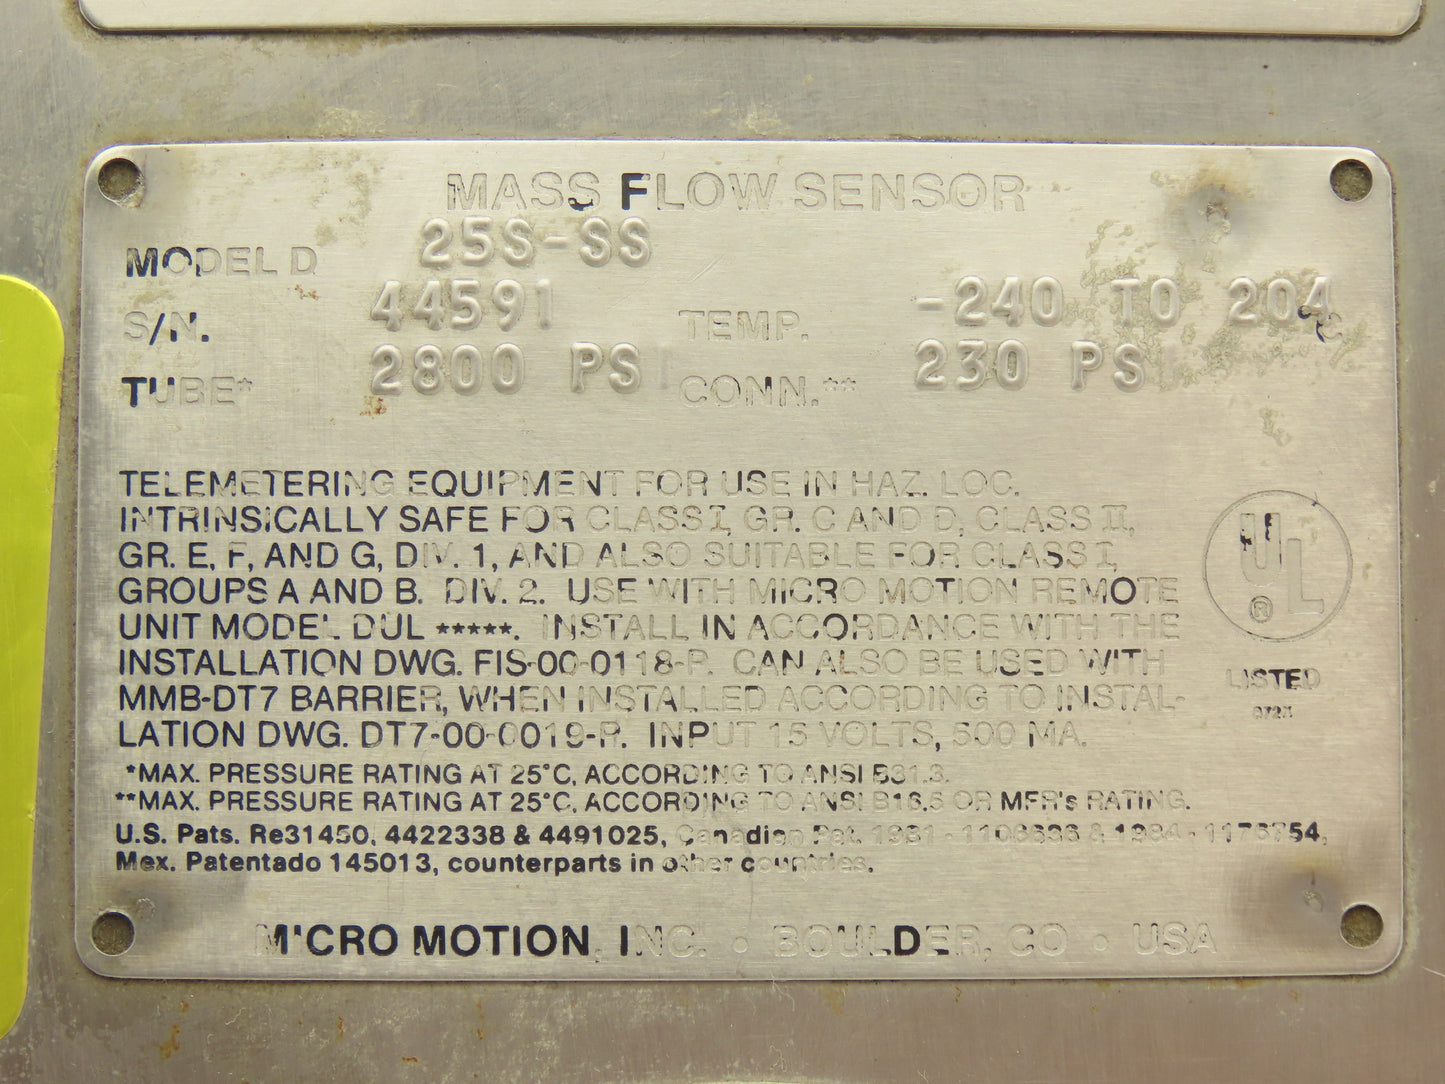 MASS FLOW SENSOR
MODEL D 25S-SS
S/N. 44591 TEMP. -240 TO 204 °C
TUBE* 2800 PSI CONN.** 230 PSI
TELEMETERING EQUIPMENT FOR USE IN HAZ. LOC.
INTRINSICALLY SAFE FOR CLASS I, GR. C AND D, CLASS II,
GR. E, F, AND G, DIV. 1, AND ALSO SUITABLE FOR CLASS I,
GROUPS A AND B. DIV. 2. USE WITH MICRO MOTION REMOTE
UNIT MODEL DUL *****. INSTALL IN ACCORDANCE WITH THE
INSTALLATION DWG. FIS-00-0118-P. CAN ALSO BE USED WITH
MMB-DT7 BARRIER, WHEN INSTALLED ACCORDING TO INSTAL-
LATION DWG. DT7-00-0019-P. INPUT 15 VOLTS, 500 MA.
*MAX. PRESSURE RATING AT 25°C, ACCORDING TO ANSI B31.3.
**MAX. PRESSURE RATING AT 25°C, ACCORDING TO ANSI B16.5 OR MFR's RATING.
U.S. Pats. Re31450, 4422338 & 4491025, Canadian Pat. 1981 - & 1984 -
Mex. Patentado 145013, counterparts in other countries.
MICRO MOTION, INC. • BOULDER, CO • USA
UL
®
LISTED
972X